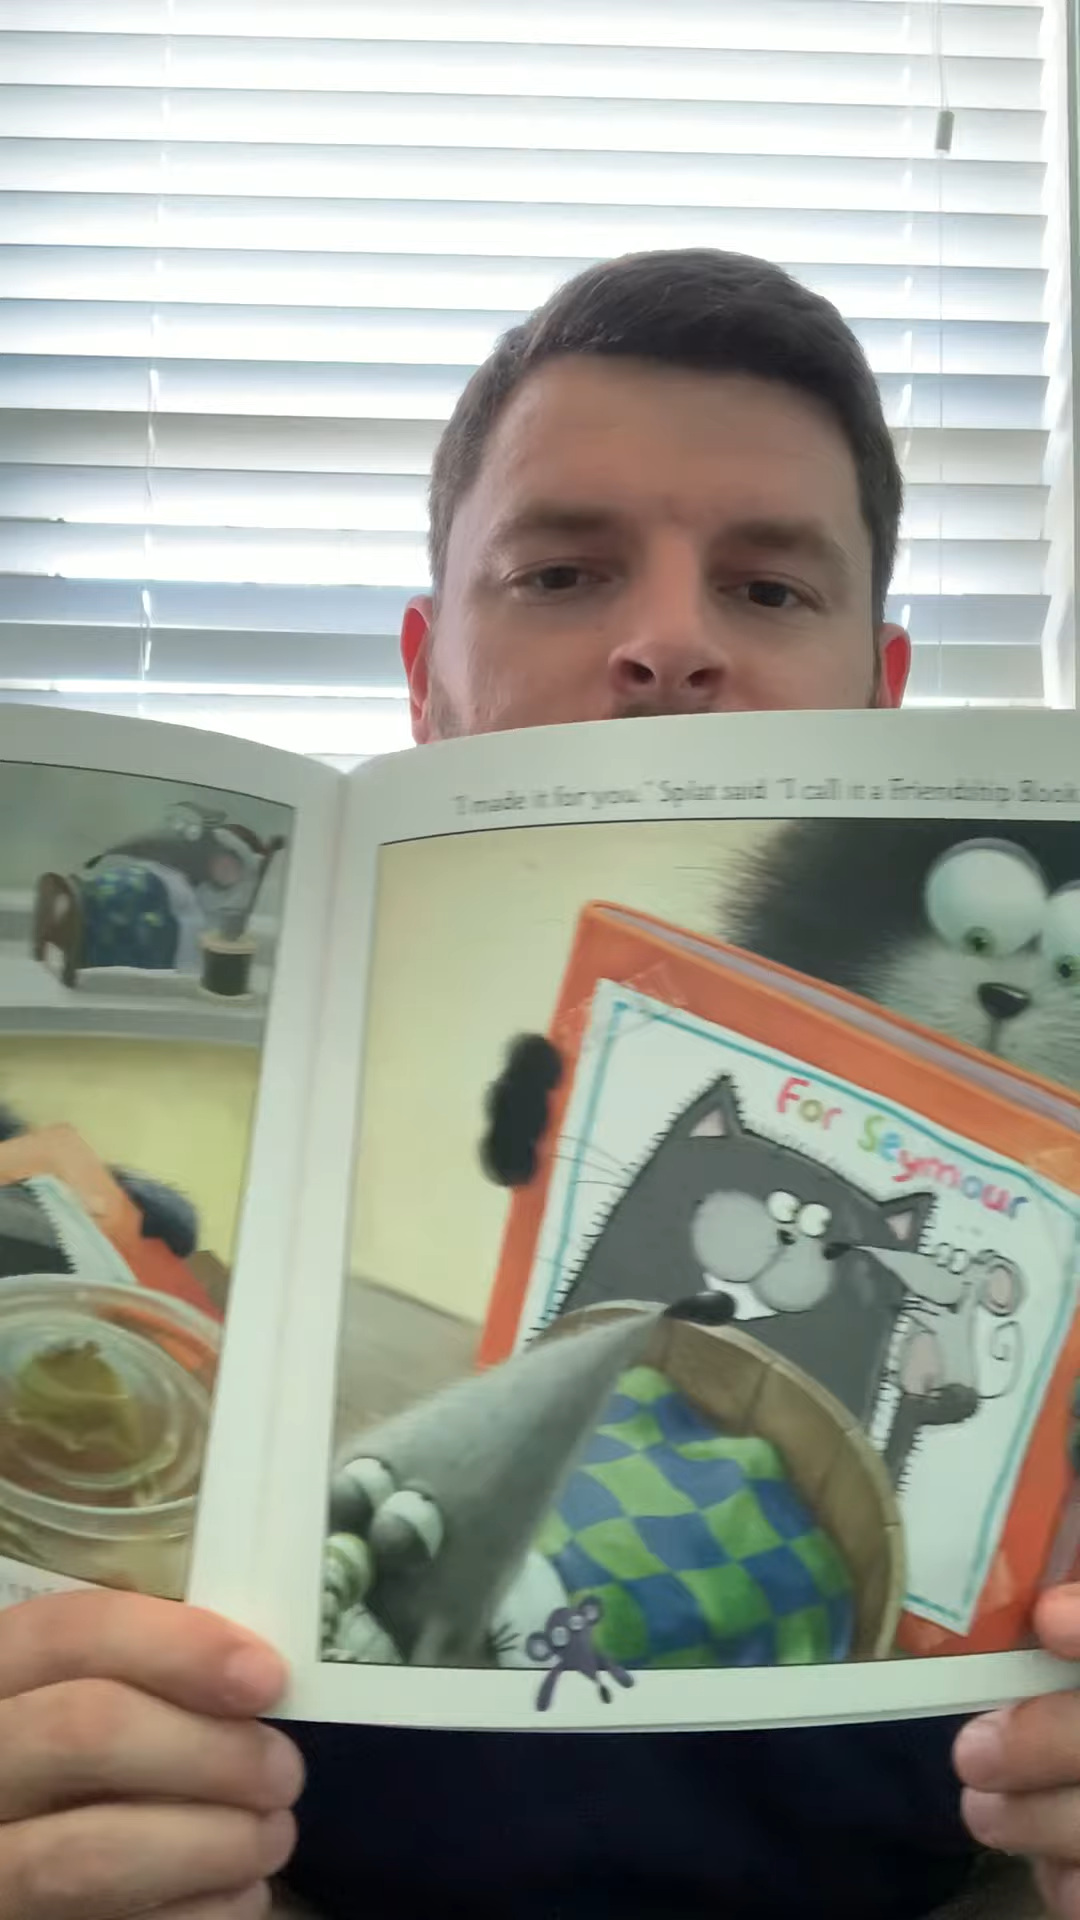 "I made it for you," Splat said "I call it a Friendship Book
For Seymour